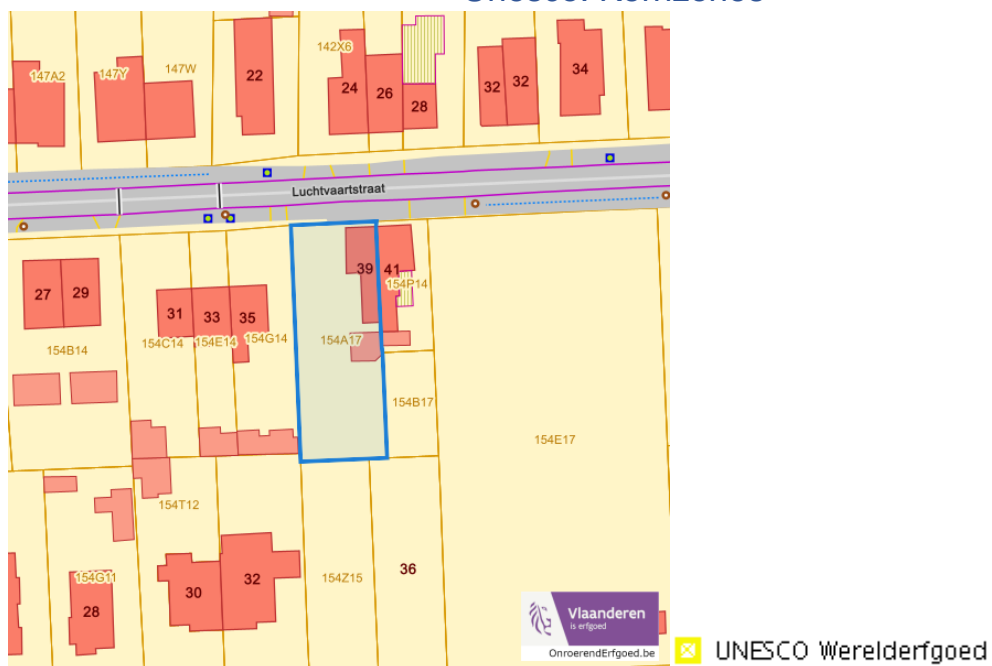 Unesco: Kernzones
147A2
147Y
147W
22
142X6
24
26
28
32
32
34
Luchtvaartstraat
27
29
154B14
31
33
35
154C14
154E14
154G14
39
41
154P14
154A17
154B17
154E17
154T12
154G11
28
30
32
154Z15
36
Vlaanderen
is erfgoed
OnroerendErfgoed.be
UNESCO Werelderfgoed